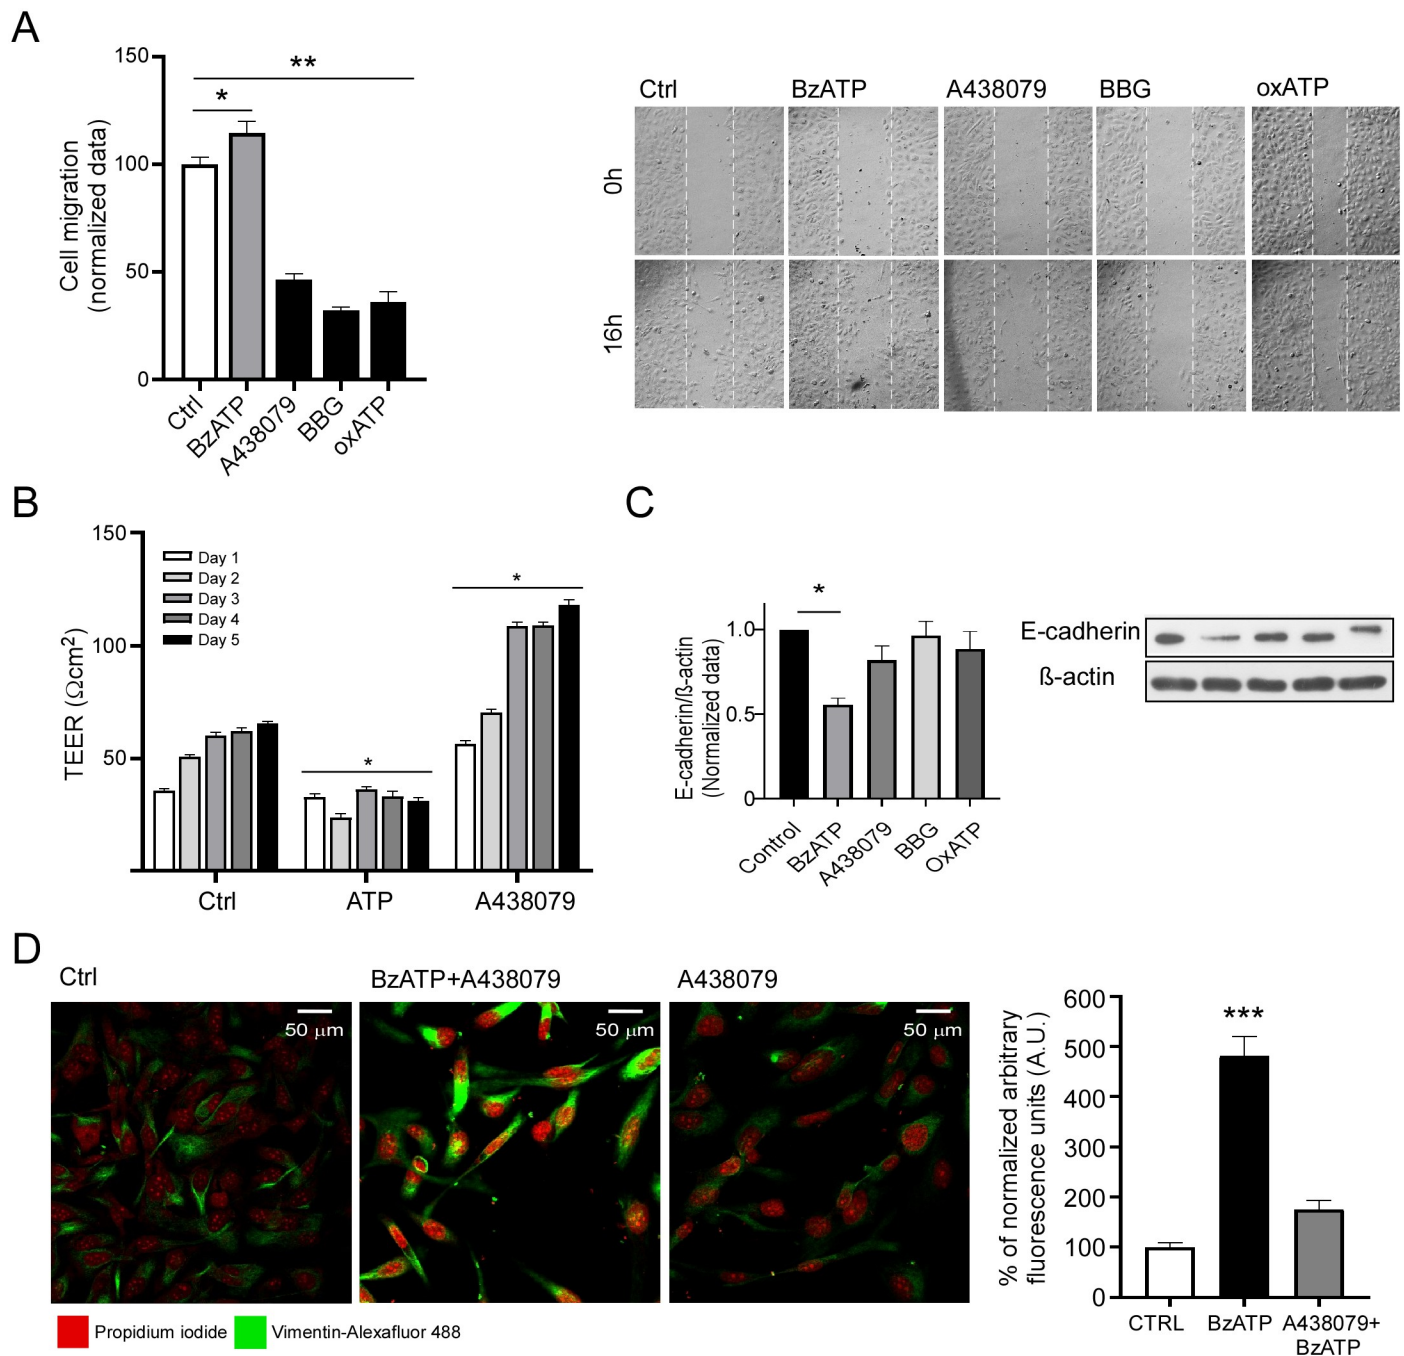 A
150
100
50
0
Cell migration
(normalized data)
**
*
Ctrl
BzATP
A438079
BBG
oxATP
Ctrl
BzATP
A438079
BBG
oxATP
0h
16h
B
150
100
50
TEER (Ωcm²)
Day 1
Day 2
Day 3
Day 4
Day 5
*
*
Ctrl
ATP
A438079
C
E-cadherin/ß-actin
(Normalized data)
1.0
0.5
0
*
Control
BzATP
A438079
BBG
OxATP
E-cadherin
ß-actin
D
Ctrl
BzATP+A438079
A438079
50 µm
50 µm
50 µm
Propidium iodide
Vimentin-Alexafluor 488
% of normalized arbitrary
fluorescence units (A.U.)
600
500
400
300
200
100
0
***
CTRL
BzATP
A438079+
BzATP